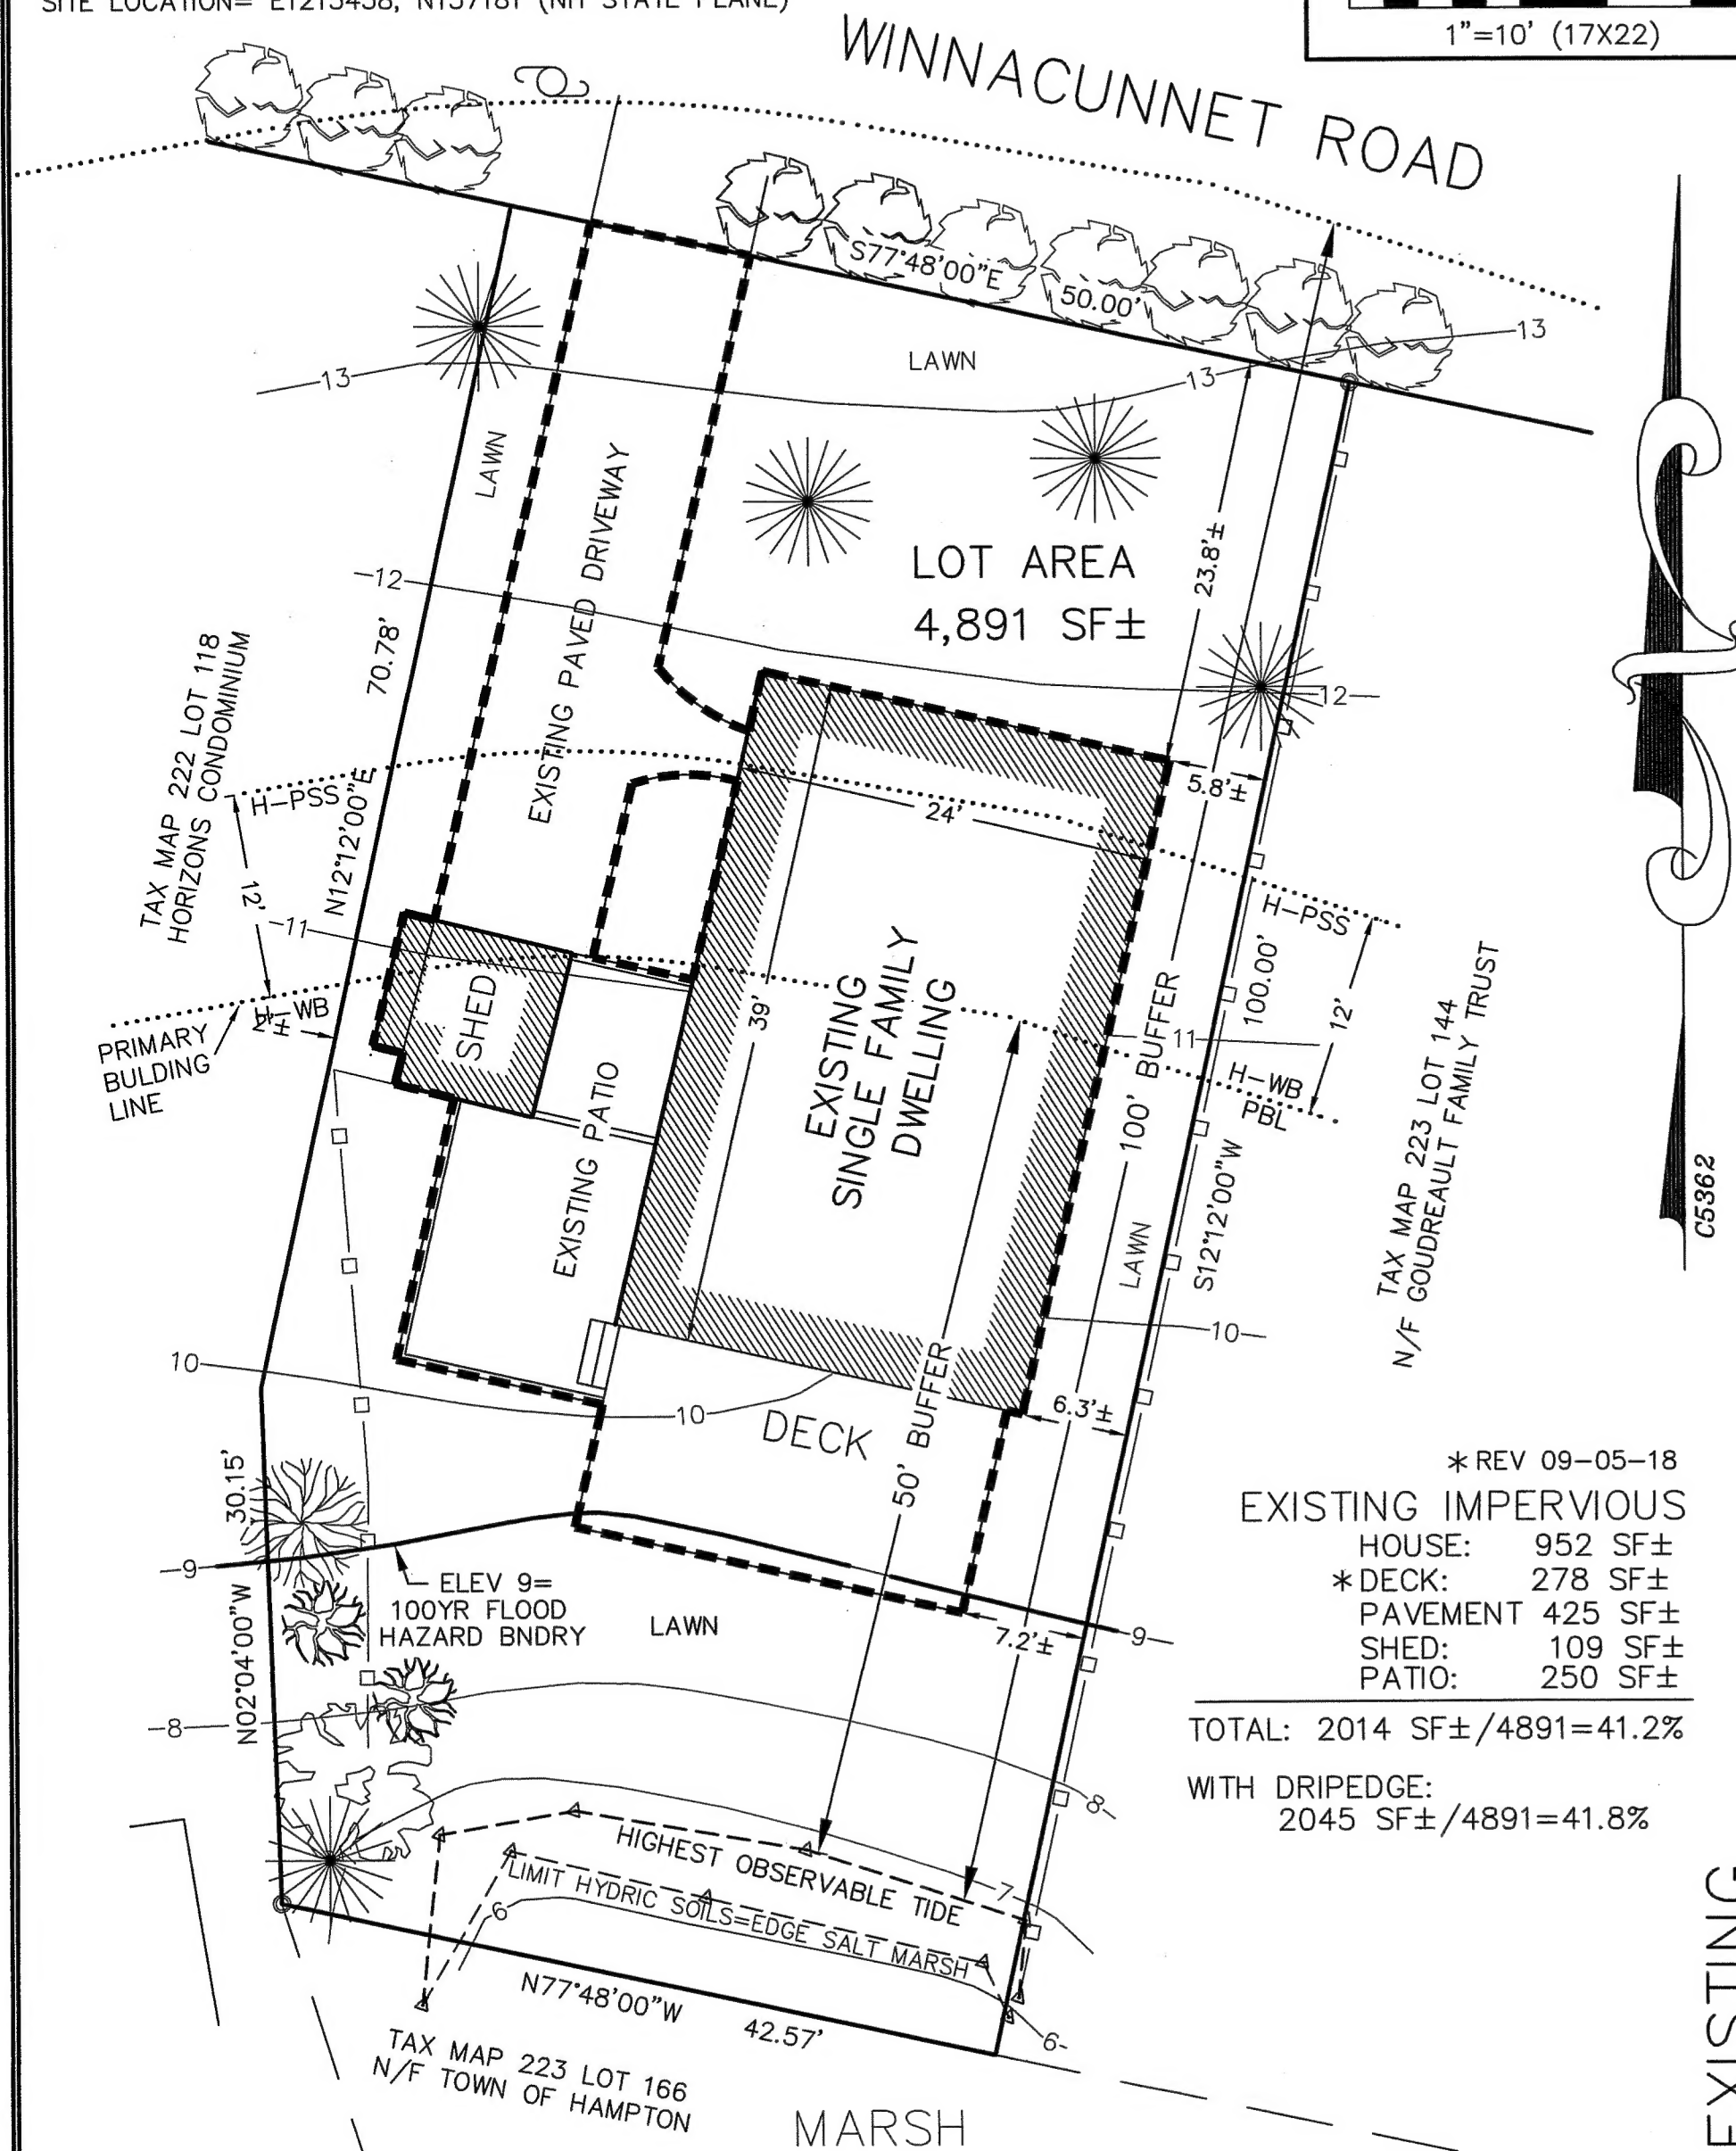 1"=10' (17X22)
WINNACUNNET ROAD
S77°48'00"E
50.00'
13
LAWN
13
13
LAWN
EXISTING PAVED DRIVEWAY
23.8'±
LOT AREA
4,891 SF±
12
12
70.78'
N12°12'00"E
TAX MAP 222 LOT 118
HORIZONS CONDOMINIUM
H-PSS
12'
11
H-WB
PRIMARY
BULDING
LINE
SHED
5.8'±
24'
39'
EXISTING
SINGLE FAMILY
DWELLING
H-PSS
100.00'
12'
BUFFER
100'
11
H-WB
PBL
S12°12'00"W
LAWN
TAX MAP 223 LOT 144
N/F GOUDREAULT FAMILY TRUST
C5362
EXISTING PATIO
10
10
10
DECK
50' BUFFER
6.3'±
30.15'
N02°04'00"W
9
ELEV 9=
100YR FLOOD
HAZARD BNDRY
LAWN
7.2'±
9
8
8
7
HIGHEST OBSERVABLE TIDE
LIMIT HYDRIC SOILS=EDGE SALT MARSH
6
6
N77°48'00"W
42.57'
TAX MAP 223 LOT 166
N/F TOWN OF HAMPTON
MARSH
*REV 09-05-18
EXISTING IMPERVIOUS
HOUSE: 952 SF±
*DECK: 278 SF±
PAVEMENT 425 SF±
SHED: 109 SF±
PATIO: 250 SF±
TOTAL: 2014 SF±/4891=41.2%
WITH DRIPEDGE:
2045 SF±/4891=41.8%
EXISTING